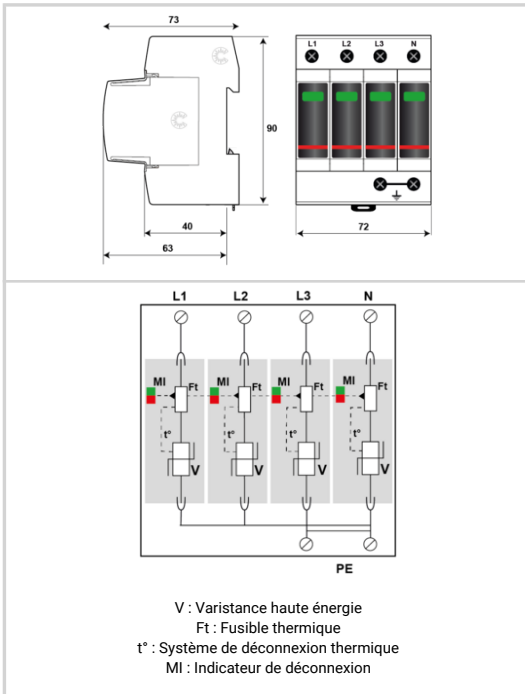 73
L1 L2 L3 N
90
40
63
72
L1 L2 L3 N
MI Ft MI Ft MI Ft MI Ft
t° t° t° t°
V V V V
PE
V : Varistance haute énergie
Ft : Fusible thermique
t° : Système de déconnexion thermique
MI : Indicateur de déconnexion